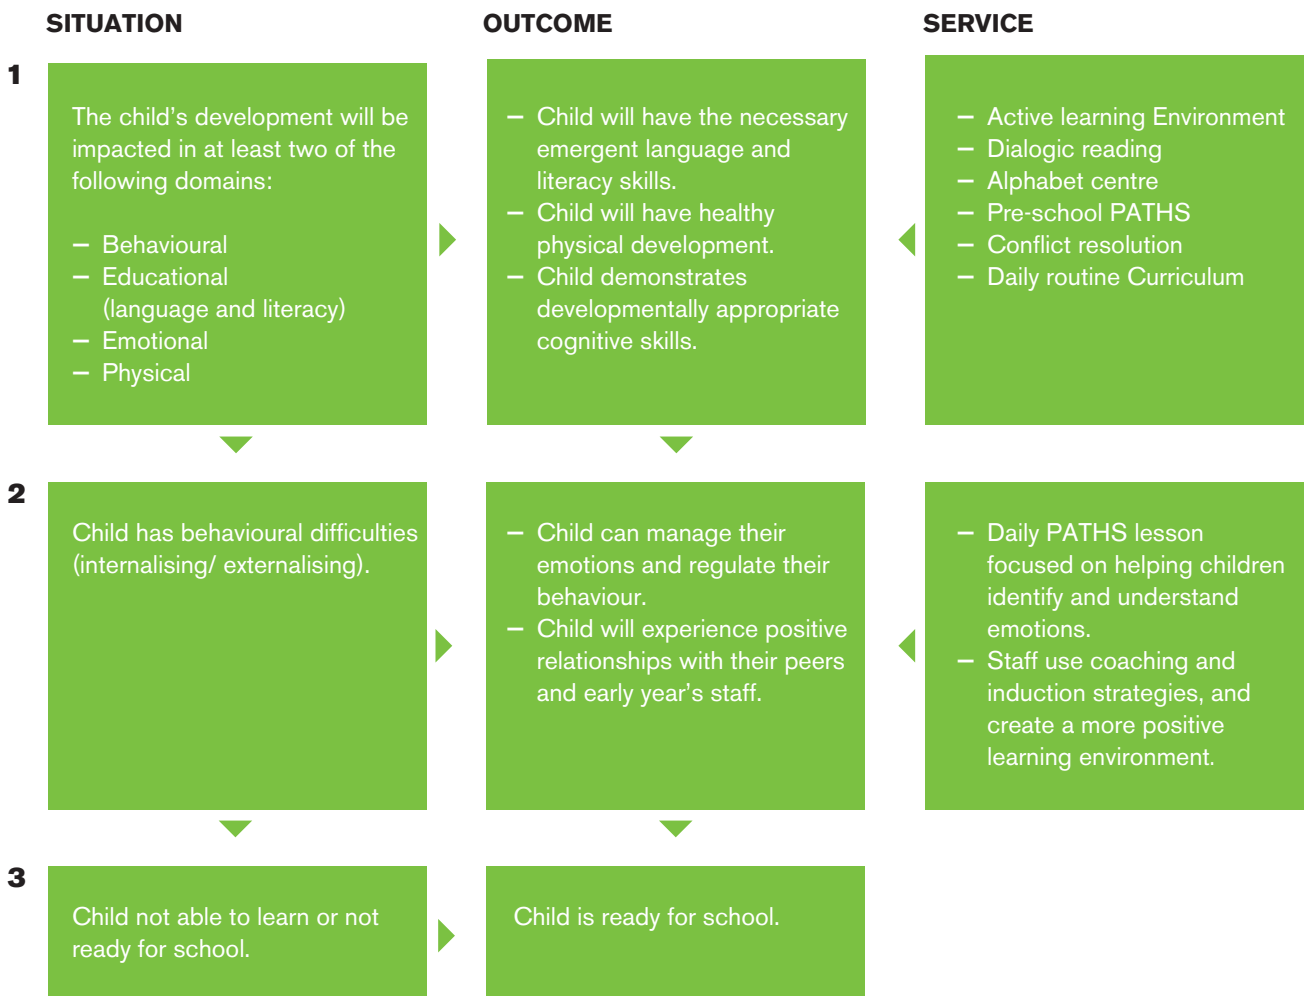 SITUATION
OUTCOME
SERVICE
1
The child’s development will be
impacted in at least two of the
following domains:
– Behavioural
– Educational
(language and literacy)
– Emotional
– Physical
– Child will have the necessary
emergent language and
literacy skills.
– Child will have healthy
physical development.
– Child demonstrates
developmentally appropriate
cognitive skills.
– Active learning Environment
– Dialogic reading
– Alphabet centre
– Pre-school PATHS
– Conflict resolution
– Daily routine Curriculum
2
Child has behavioural difficulties
(internalising/ externalising).
– Child can manage their
emotions and regulate their
behaviour.
– Child will experience positive
relationships with their peers
and early year’s staff.
– Daily PATHS lesson
focused on helping children
identify and understand
emotions.
– Staff use coaching and
induction strategies, and
create a more positive
learning environment.
3
Child not able to learn or not
ready for school.
Child is ready for school.